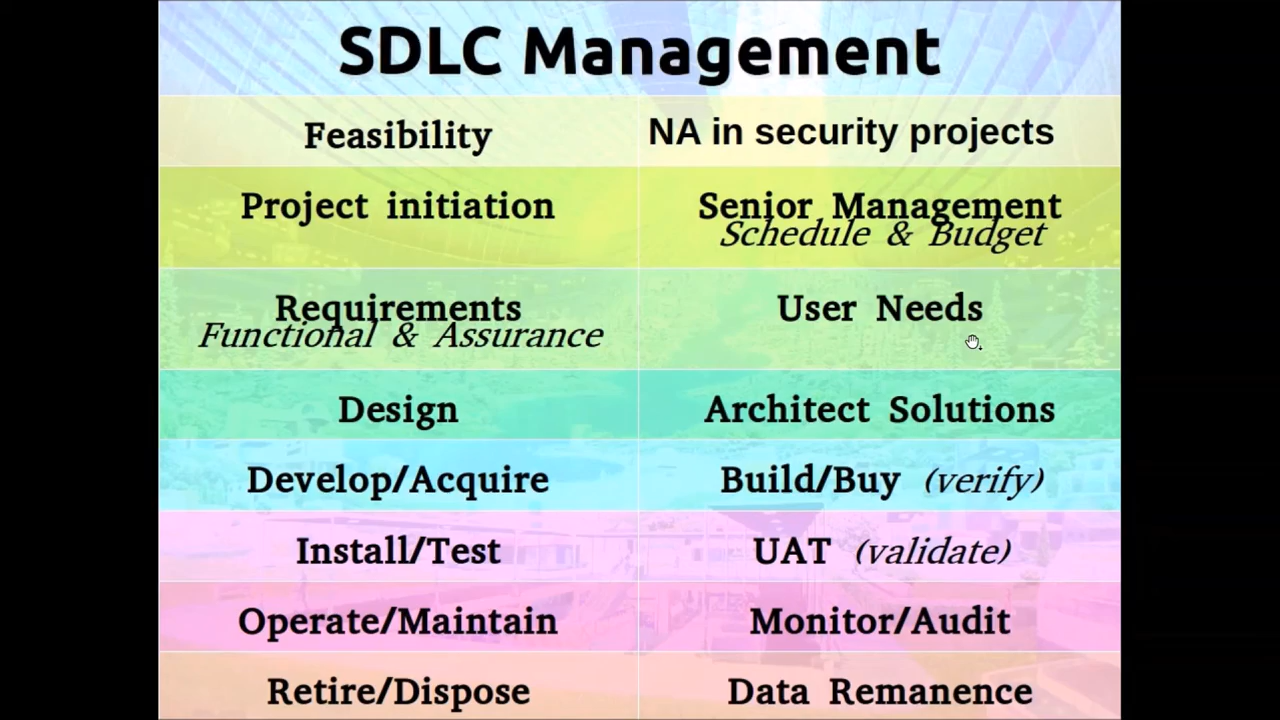 SDLC Management
Feasibility
NA in security projects
Project initiation
Senior Management
Schedule & Budget
Requirements
Functional & Assurance
User Needs
Design
Architect Solutions
Develop/Acquire
Build/Buy (verify)
Install/Test
UAT (validate)
Operate/Maintain
Monitor/Audit
Retire/Dispose
Data Remanence